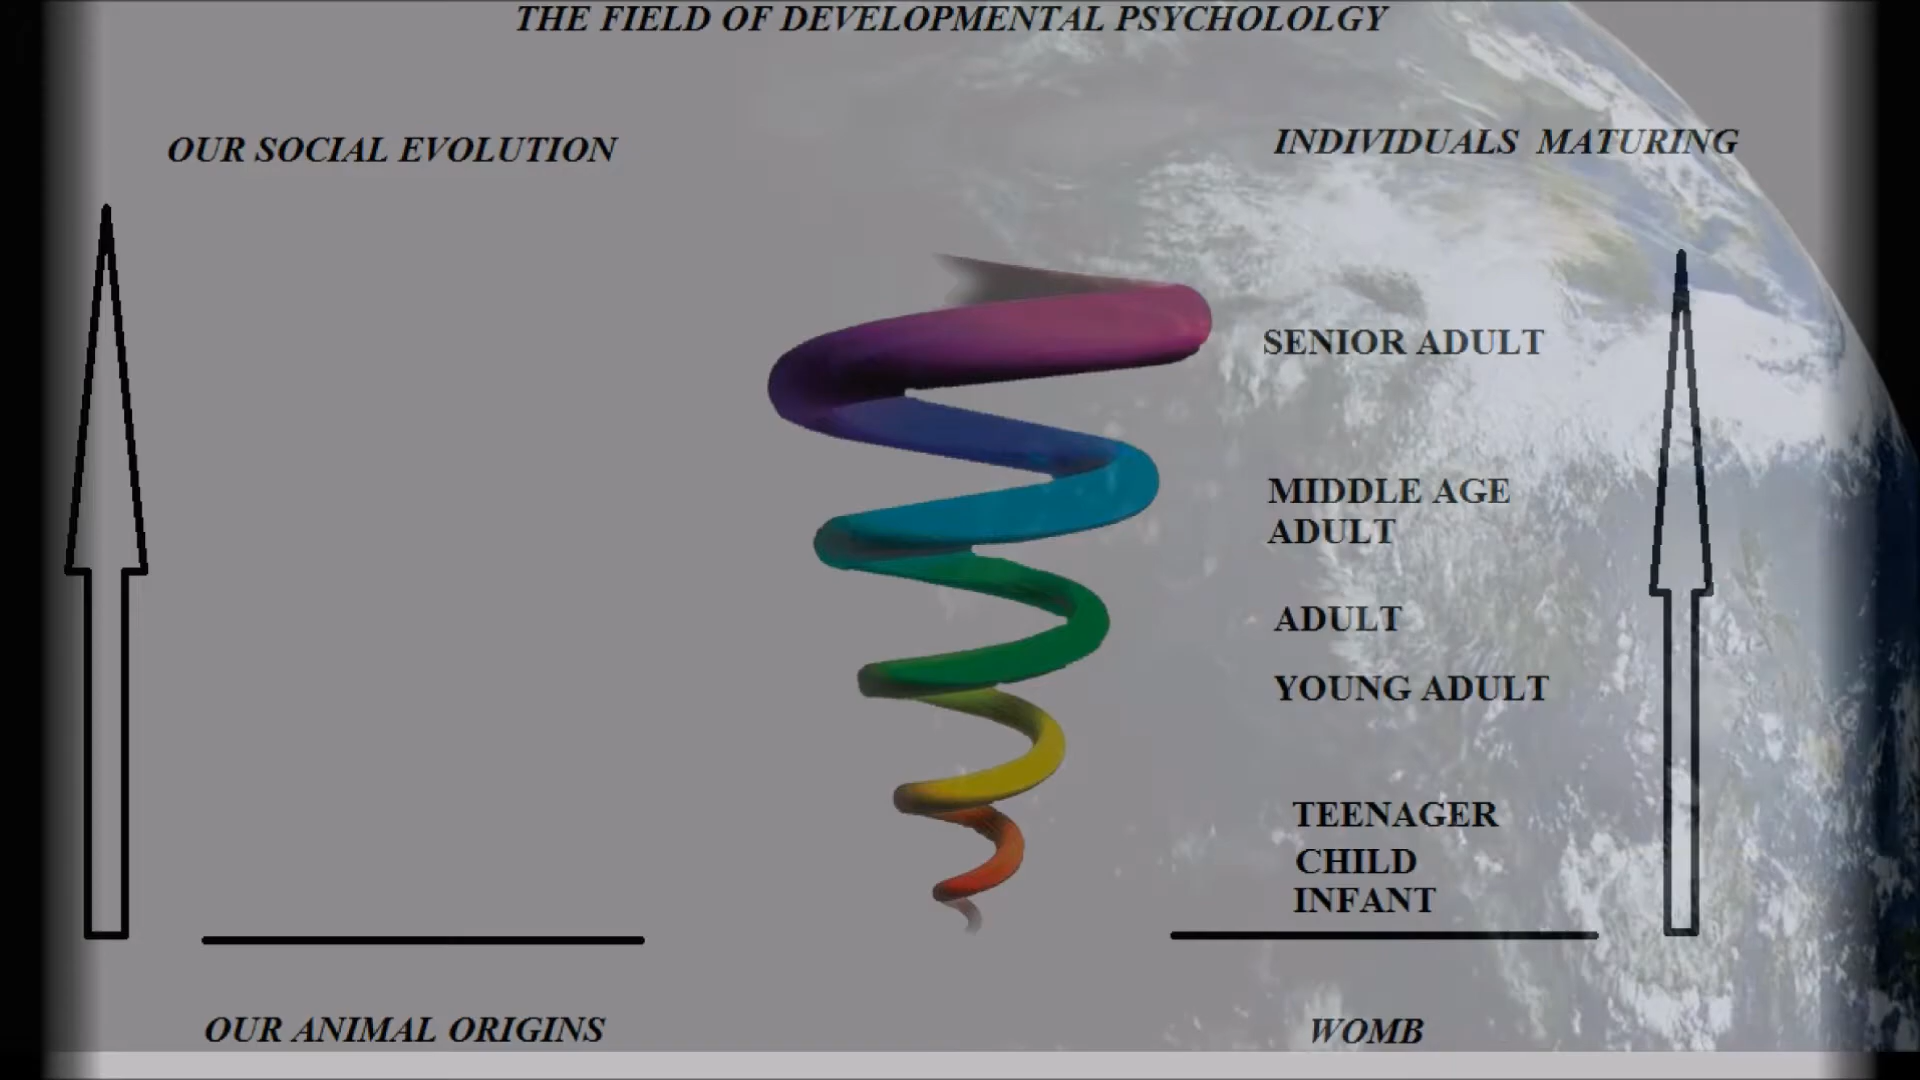 THE FIELD OF DEVELOPMENTAL PSYCHOLOLGY
OUR SOCIAL EVOLUTION
INDIVIDUALS MATURING
SENIOR ADULT
MIDDLE AGE
ADULT
ADULT
YOUNG ADULT
TEENAGER
CHILD
INFANT
OUR ANIMAL ORIGINS
WOMB